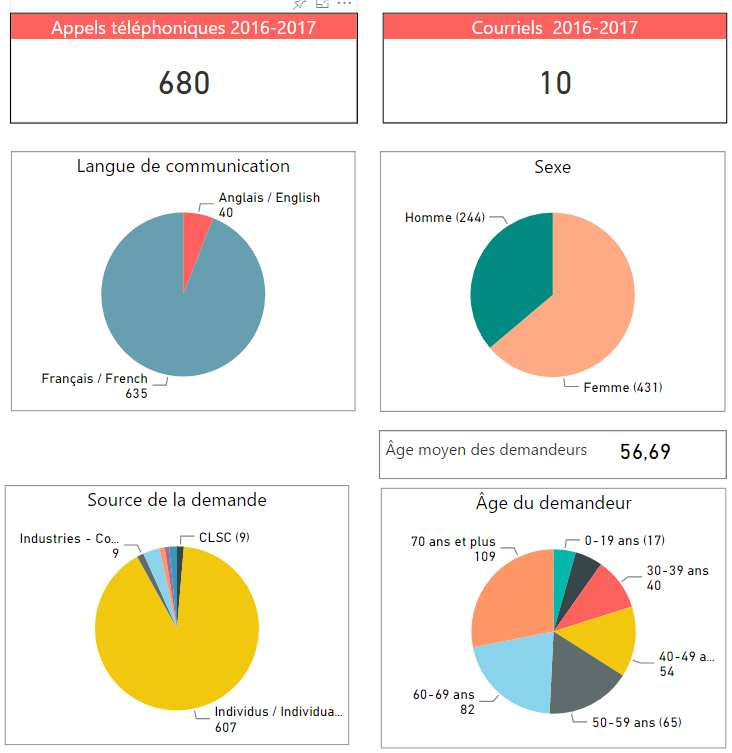 Appels téléphoniques 2016-2017
680
Courriels 2016-2017
10
Langue de communication
Anglais / English
40
Français / French
635
Sexe
Homme (244)
Femme (431)
Âge moyen des demandeurs
56,69
Source de la demande
Industries - Co...
9
CLSC (9)
Individus / Individua...
607
Âge du demandeur
70 ans et plus
109
0-19 ans (17)
30-39 ans
40
40-49 a...
54
60-69 ans
82
50-59 ans (65)